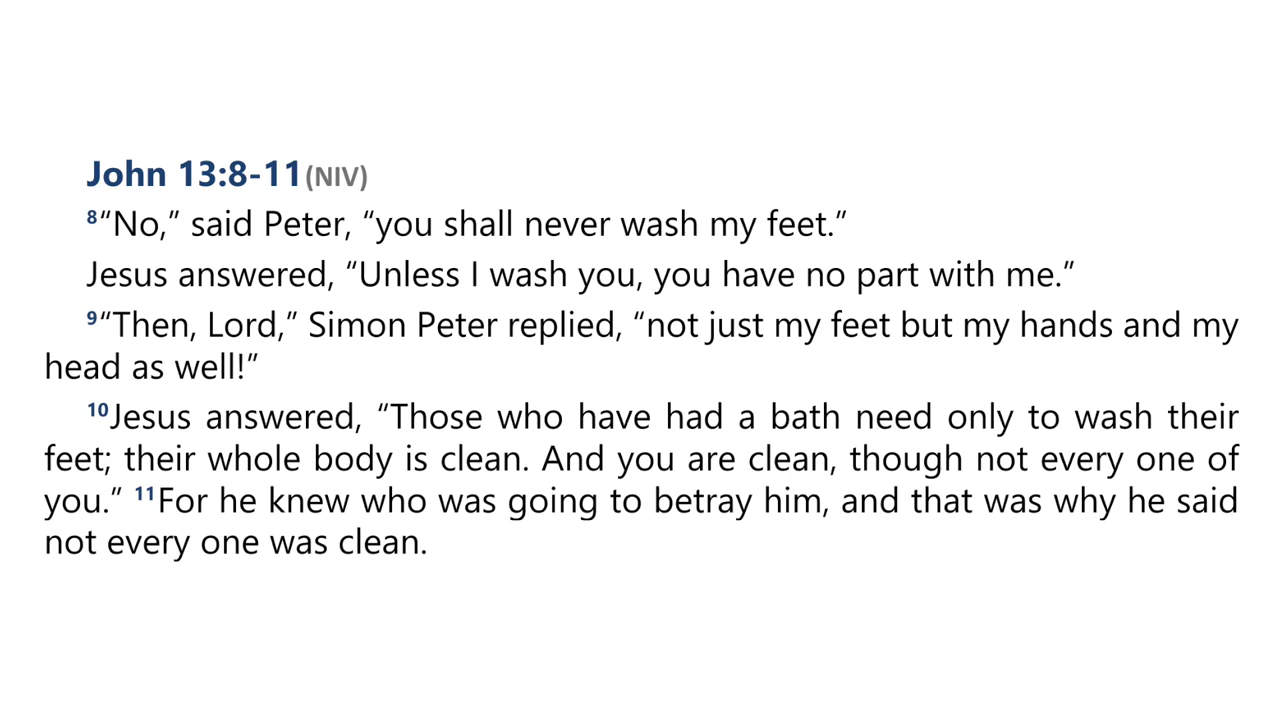 John 13:8-11(NIV)
8“No,” said Peter, “you shall never wash my feet.”
Jesus answered, “Unless I wash you, you have no part with me.”
9“Then, Lord,” Simon Peter replied, “not just my feet but my hands and my
head as well!”
10Jesus answered, “Those who have had a bath need only to wash their
feet; their whole body is clean. And you are clean, though not every one of
you.” 11For he knew who was going to betray him, and that was why he said
not every one was clean.